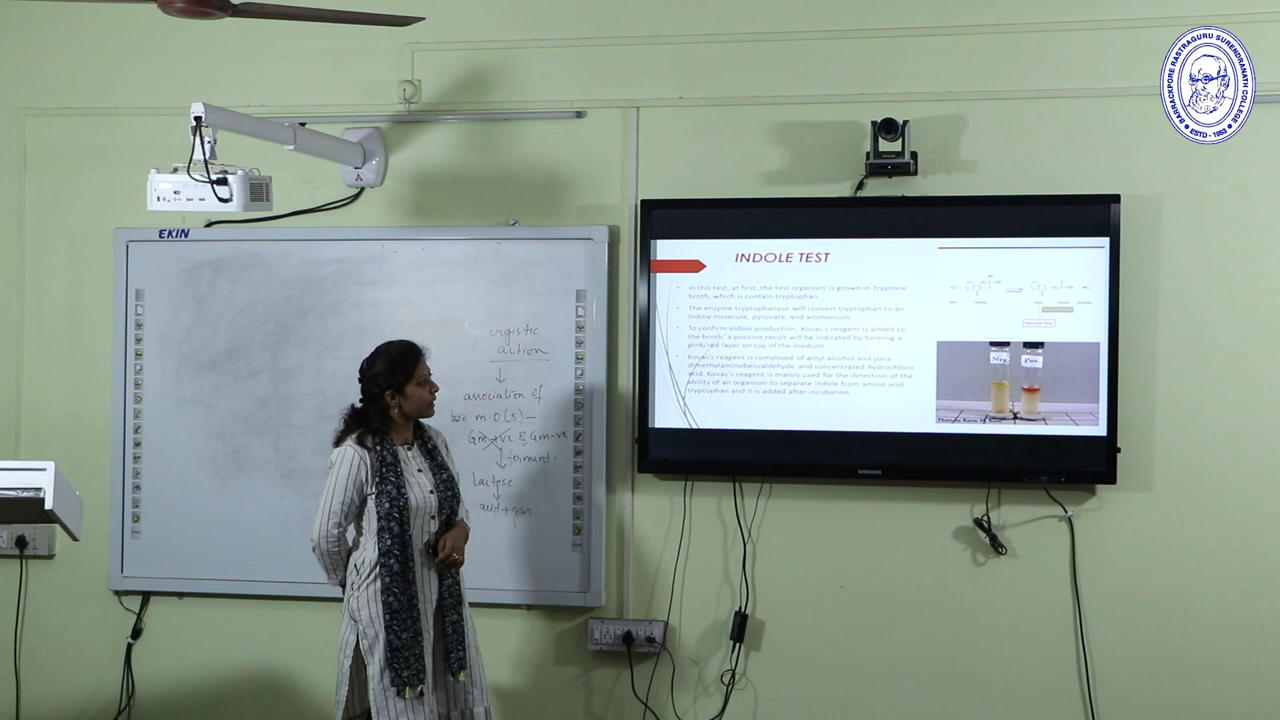 BARRACKPORE RASTRAGURU SURENDRANATH COLLEGE
ESTD - 1953
EKIN
ergistic
action
association of
two m.O(s) —
Gm+ve & Gm-ve
↓ ferment.
Lactose
acid + gas
INDOLE TEST
In this test, at first, the test organism is grown in Tryptone
broth, which is contain tryptophan.
The enzyme tryptophanase will convert tryptophan to an
Indole molecule, pyruvate, and ammonium.
To confirm indole production, Kovac's reagent is added to
the broth, a positive result will be indicated by forming a
pink/red layer on top of the medium.
Kovac's reagent is composed of amyl alcohol and para-
dimethylaminobenzaldehyde and concentrated hydrochloric
acid. Kovac's reagent is mainly used for the detection of the
ability of an organism to separate indole from amino acid
tryptophan and it is added after incubation.
Neg Pos
SAMSUNG